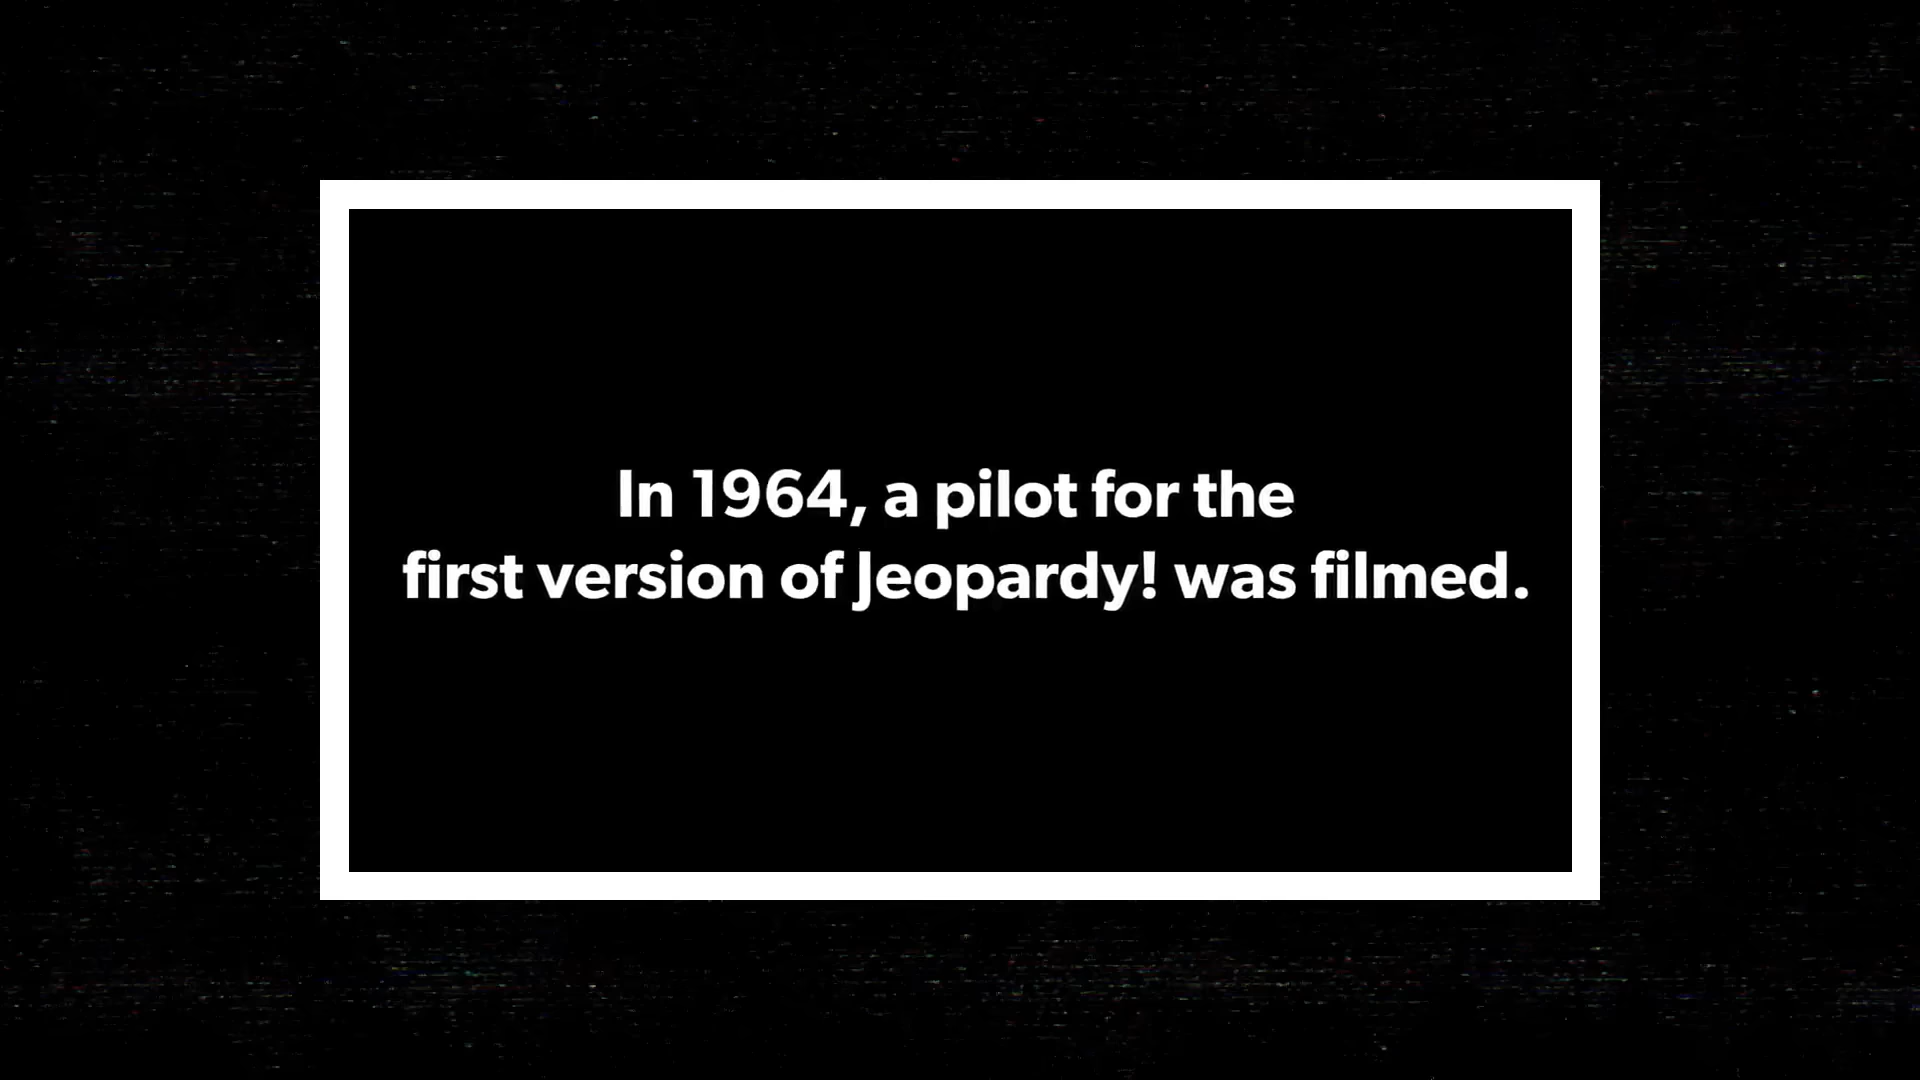 In 1964, a pilot for the
first version of Jeopardy! was filmed.